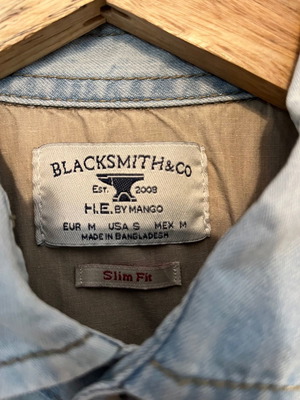 BLACKSMITH & CO
EST. 2008
H.E. BY MANGO
EUR M USA S MEX M
MADE IN BANGLADESH
Slim Fit